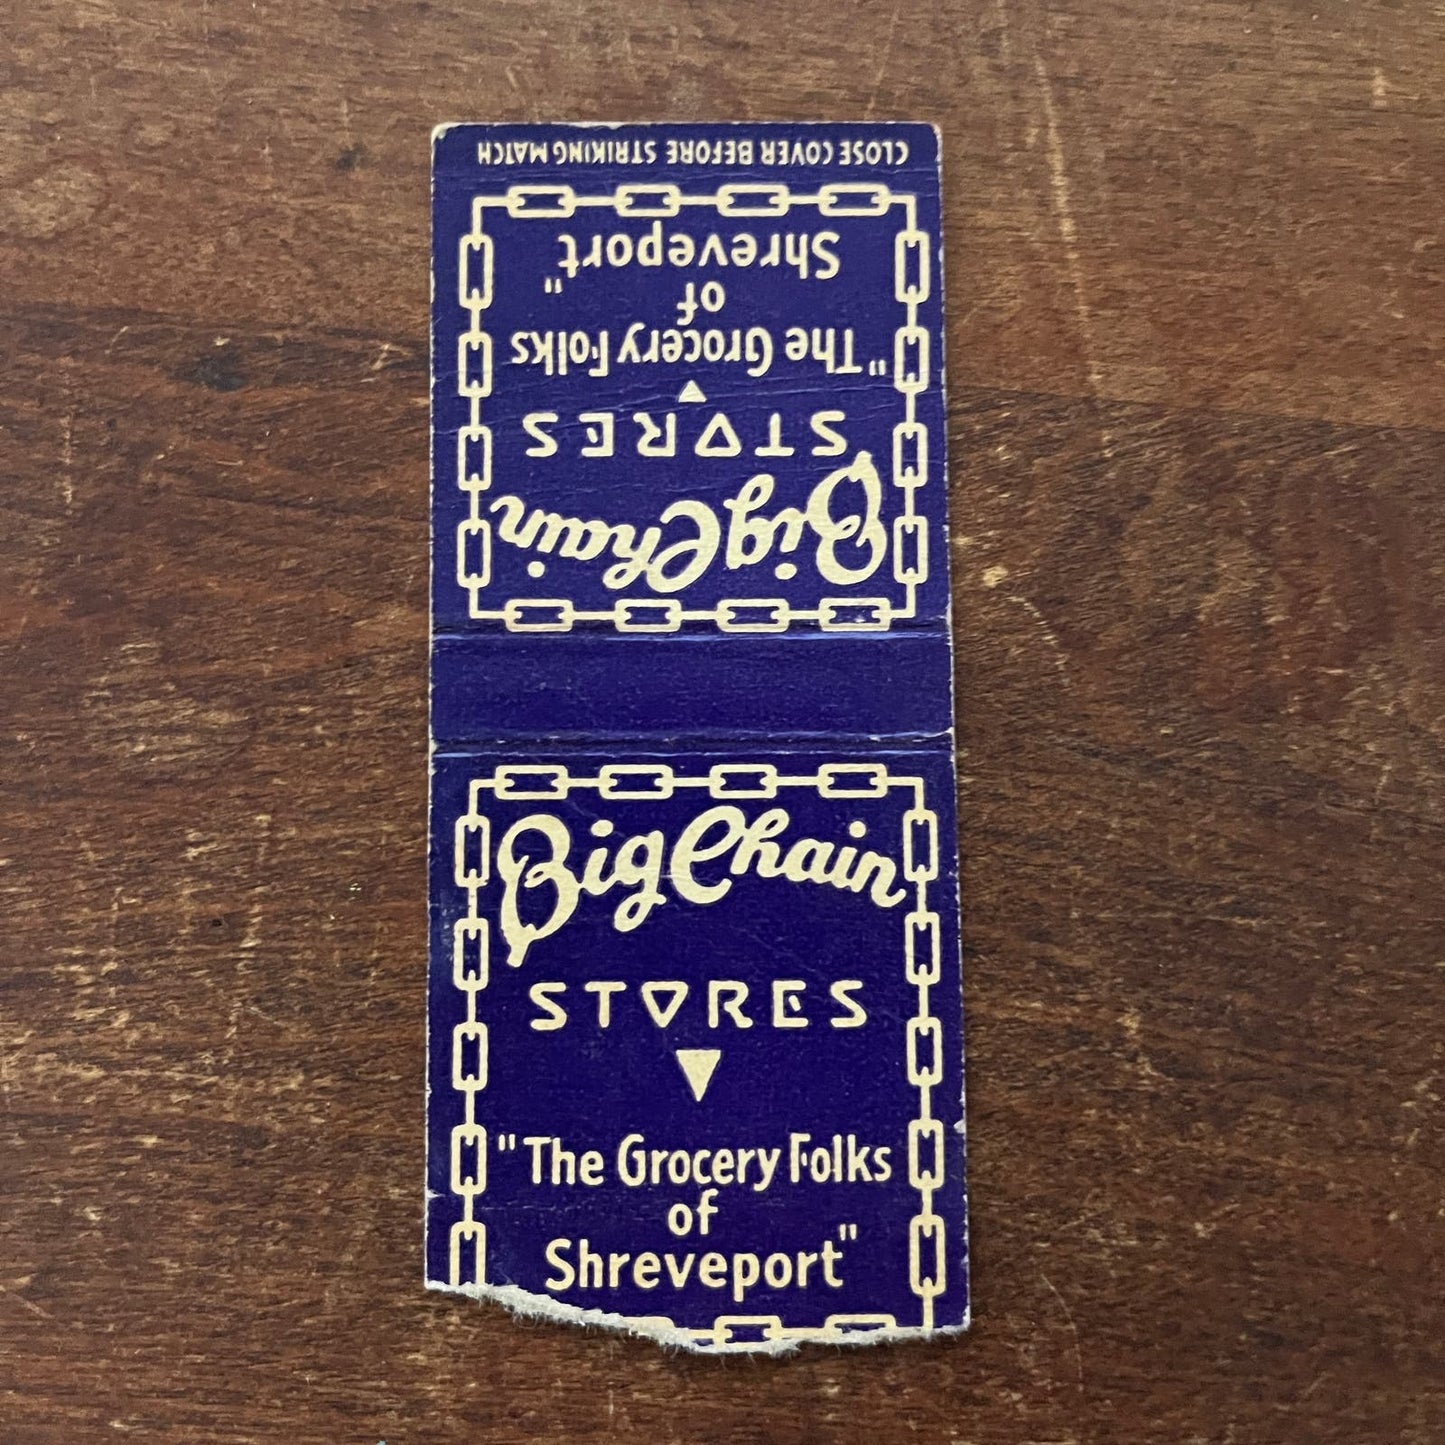 CLOSE COVER BEFORE STRIKING MATCH
Big Chain
STORES
"The Grocery Folks
of
Shreveport"
Big Chain
STORES
"The Grocery Folks
of
Shreveport"